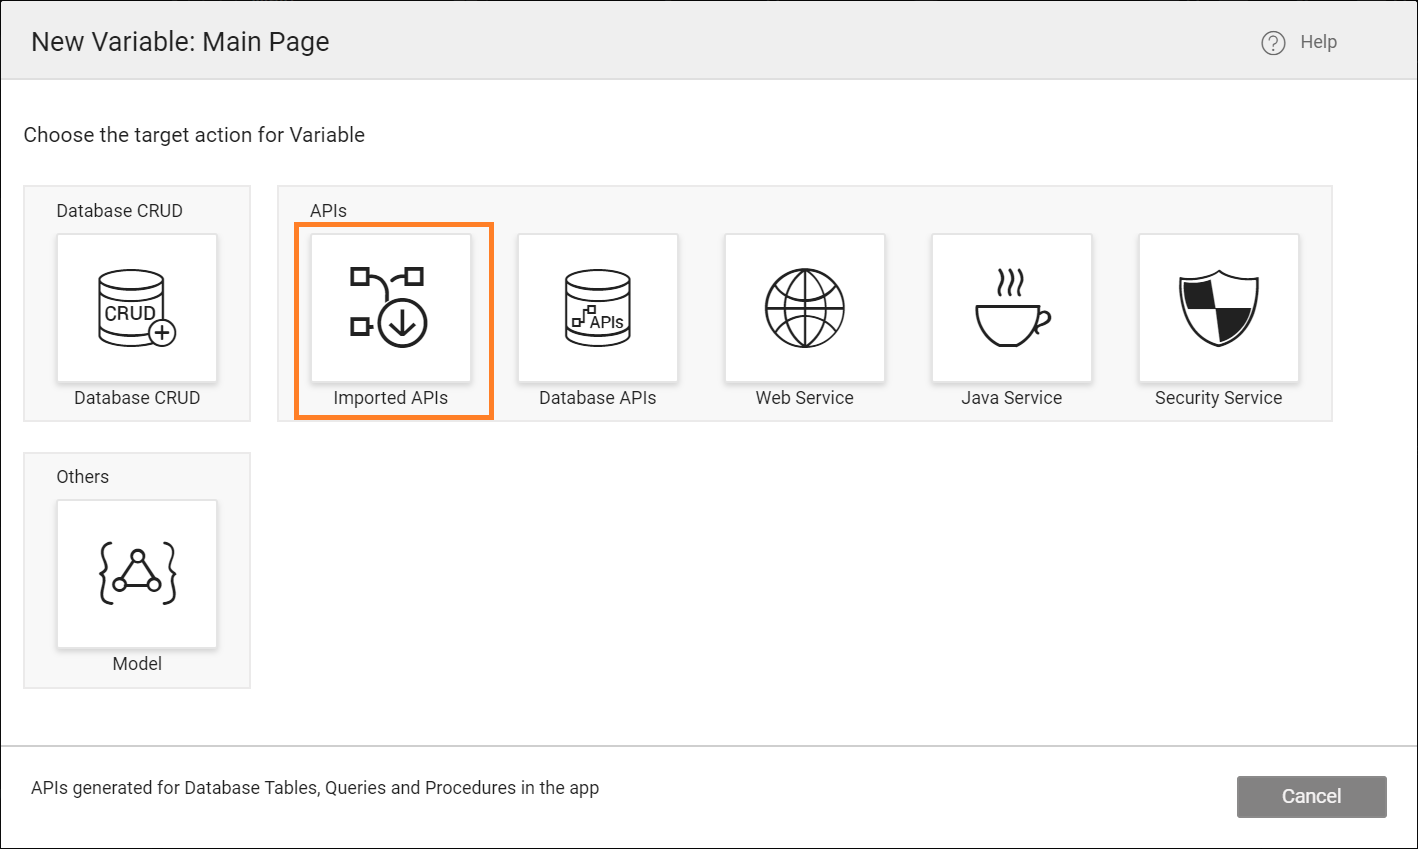 New Variable: Main Page
Help
Choose the target action for Variable
Database CRUD
CRUD
Database CRUD
APIs
Imported APIs
APIs
Database APIs
Web Service
Java Service
Security Service
Others
Model
APIs generated for Database Tables, Queries and Procedures in the app
Cancel